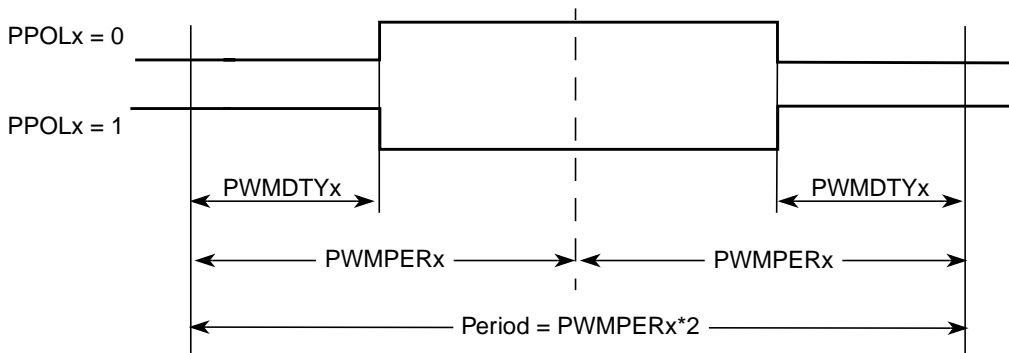 PPOLx = 0
PPOLx = 1
PWMDTYx
PWMDTYx
PWMPERx
PWMPERx
Period = PWMPERx*2